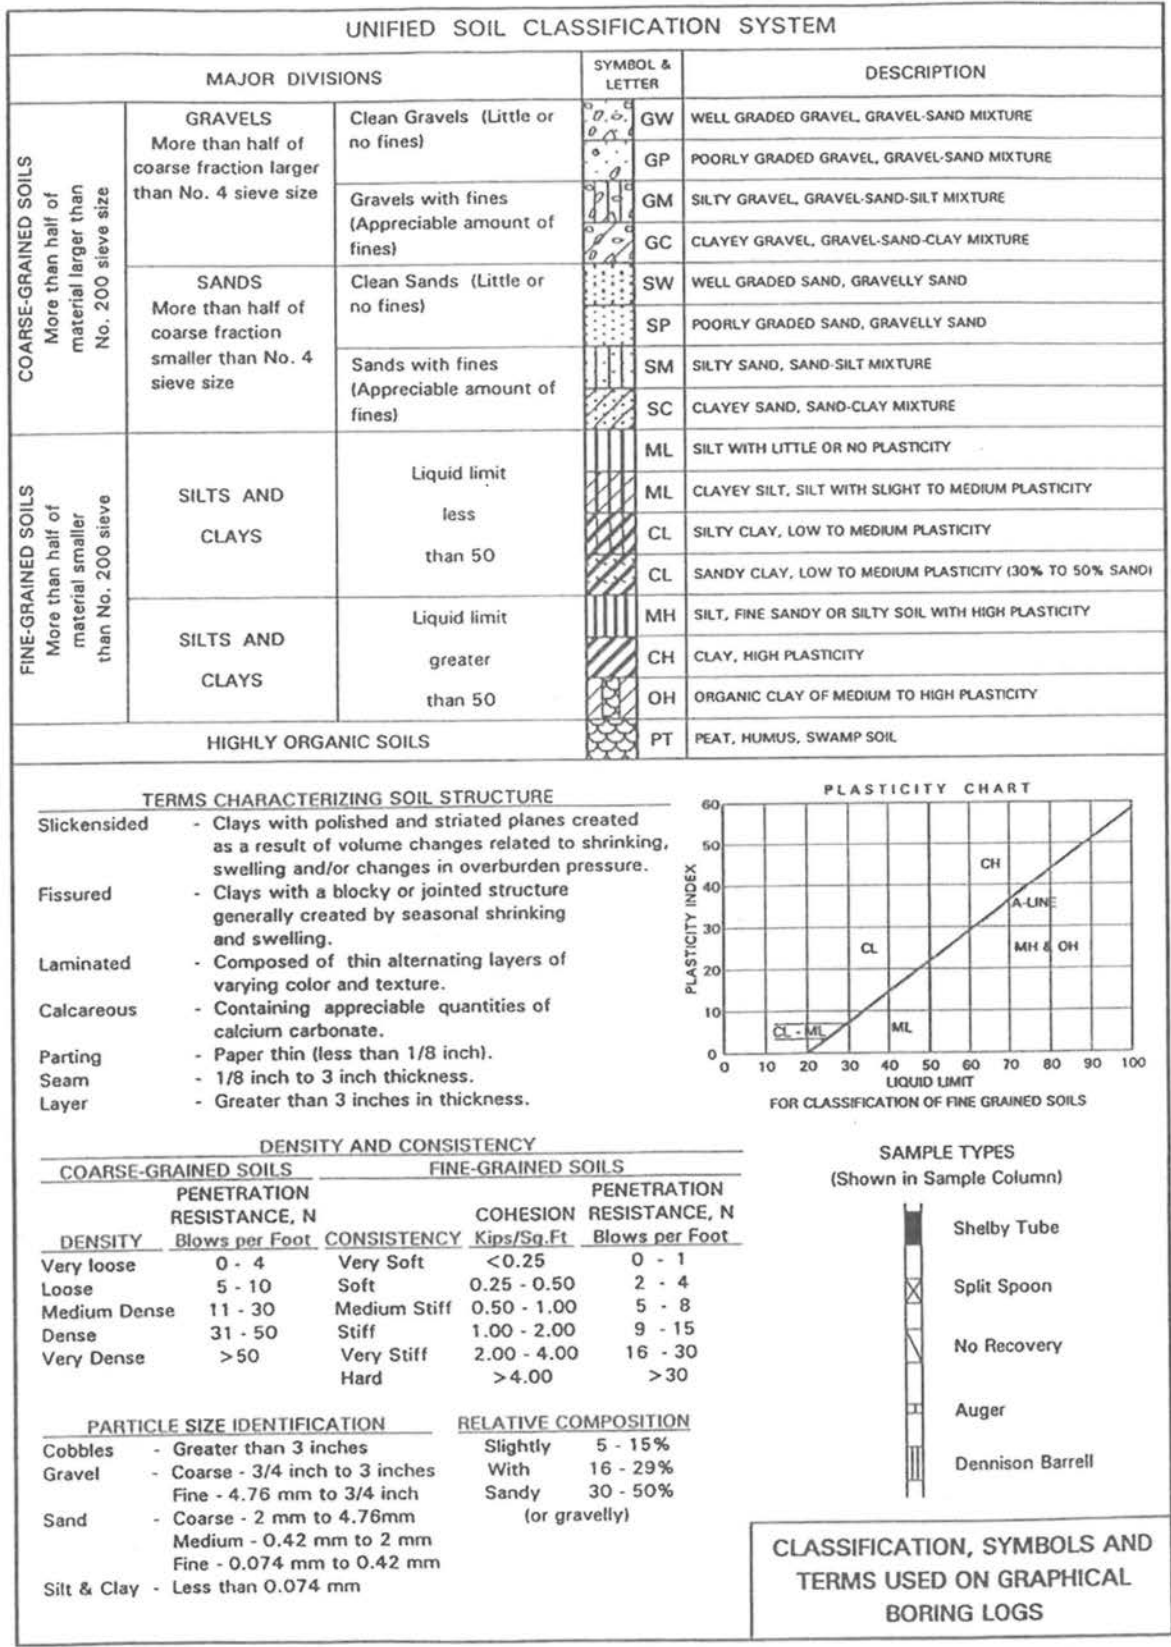 UNIFIED SOIL CLASSIFICATION SYSTEM
MAJOR DIVISIONS
SYMBOL &
LETTER
DESCRIPTION
COARSE-GRAINED SOILS
More than half of
material larger than
No. 200 sieve size
GRAVELS
More than half of
coarse fraction larger
than No. 4 sieve size
Clean Gravels (Little or
no fines)
GW WELL GRADED GRAVEL, GRAVEL-SAND MIXTURE
GP POORLY GRADED GRAVEL, GRAVEL-SAND MIXTURE
Gravels with fines
(Appreciable amount of
fines)
GM SILTY GRAVEL, GRAVEL-SAND-SILT MIXTURE
GC CLAYEY GRAVEL, GRAVEL-SAND-CLAY MIXTURE
SANDS
More than half of
coarse fraction
smaller than No. 4
sieve size
Clean Sands (Little or
no fines)
SW WELL GRADED SAND, GRAVELLY SAND
SP POORLY GRADED SAND, GRAVELLY SAND
Sands with fines
(Appreciable amount of
fines)
SM SILTY SAND, SAND-SILT MIXTURE
SC CLAYEY SAND, SAND-CLAY MIXTURE
FINE-GRAINED SOILS
More than half of
material smaller
than No. 200 sieve
SILTS AND
CLAYS
Liquid limit
less
than 50
ML SILT WITH LITTLE OR NO PLASTICITY
ML CLAYEY SILT, SILT WITH SLIGHT TO MEDIUM PLASTICITY
CL SILTY CLAY, LOW TO MEDIUM PLASTICITY
CL SANDY CLAY, LOW TO MEDIUM PLASTICITY (30% TO 50% SAND)
SILTS AND
CLAYS
Liquid limit
greater
than 50
MH SILT, FINE SANDY OR SILTY SOIL WITH HIGH PLASTICITY
CH CLAY, HIGH PLASTICITY
OH ORGANIC CLAY OF MEDIUM TO HIGH PLASTICITY
HIGHLY ORGANIC SOILS
PT PEAT, HUMUS, SWAMP SOIL
TERMS CHARACTERIZING SOIL STRUCTURE
Slickensided - Clays with polished and striated planes created
as a result of volume changes related to shrinking,
swelling and/or changes in overburden pressure.
Fissured - Clays with a blocky or jointed structure
generally created by seasonal shrinking
and swelling.
Laminated - Composed of thin alternating layers of
varying color and texture.
Calcareous - Containing appreciable quantities of
calcium carbonate.
Parting - Paper thin (less than 1/8 inch).
Seam - 1/8 inch to 3 inch thickness.
Layer - Greater than 3 inches in thickness.
PLASTICITY CHART
PLASTICITY INDEX
60
50
40
30
20
10
0
CH
A-LINE
CL
MH & OH
CL - ML
ML
0 10 20 30 40 50 60 70 80 90 100
LIQUID LIMIT
FOR CLASSIFICATION OF FINE GRAINED SOILS
DENSITY AND CONSISTENCY
COARSE-GRAINED SOILS FINE-GRAINED SOILS
PENETRATION PENETRATION
RESISTANCE, N COHESION RESISTANCE, N
DENSITY Blows per Foot CONSISTENCY Kips/Sq.Ft Blows per Foot
Very loose 0 - 4 Very Soft <0.25 0 - 1
Loose 5 - 10 Soft 0.25 - 0.50 2 - 4
Medium Dense 11 - 30 Medium Stiff 0.50 - 1.00 5 - 8
Dense 31 - 50 Stiff 1.00 - 2.00 9 - 15
Very Dense >50 Very Stiff 2.00 - 4.00 16 - 30
Hard >4.00 >30
PARTICLE SIZE IDENTIFICATION
Cobbles - Greater than 3 inches
Gravel - Coarse - 3/4 inch to 3 inches
Fine - 4.76 mm to 3/4 inch
Sand - Coarse - 2 mm to 4.76mm
Medium - 0.42 mm to 2 mm
Fine - 0.074 mm to 0.42 mm
Silt & Clay - Less than 0.074 mm
RELATIVE COMPOSITION
Slightly 5 - 15%
With 16 - 29%
Sandy 30 - 50%
(or gravelly)
SAMPLE TYPES
(Shown in Sample Column)
Shelby Tube
Split Spoon
No Recovery
Auger
Dennison Barrell
CLASSIFICATION, SYMBOLS AND
TERMS USED ON GRAPHICAL
BORING LOGS